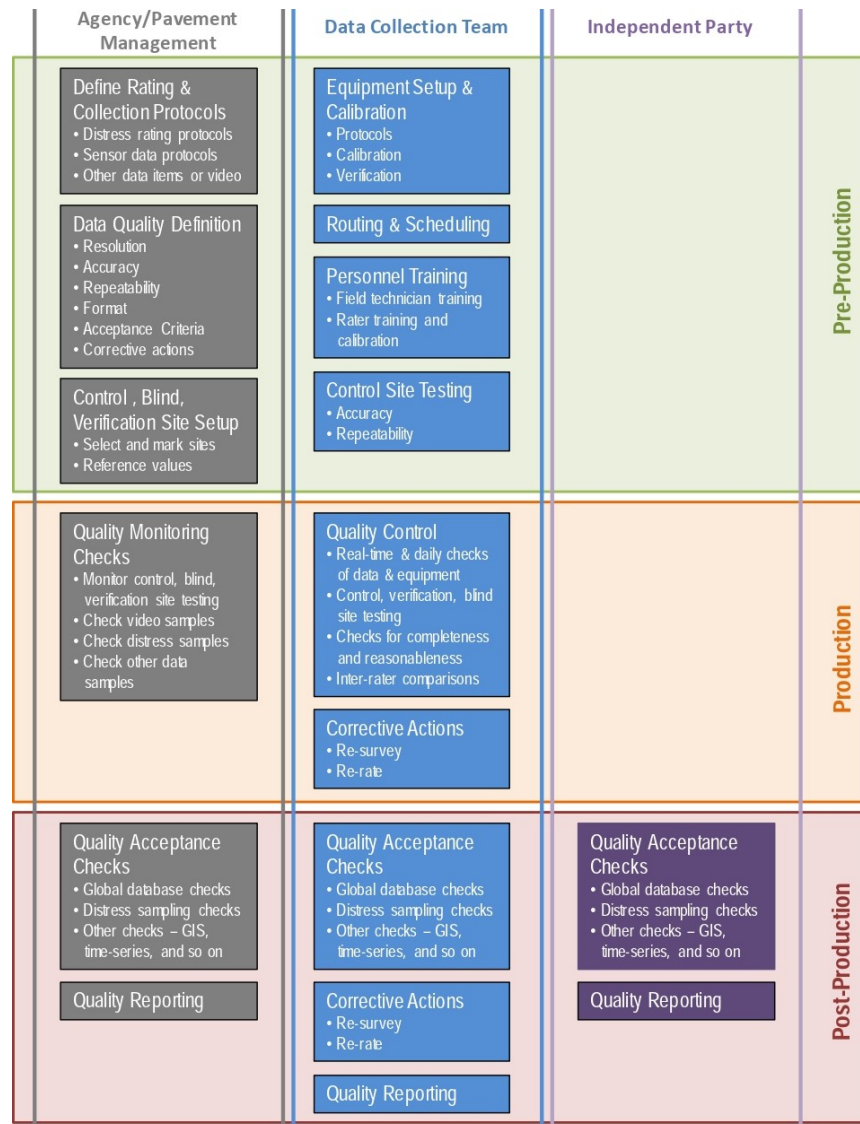 Agency/Pavement
Management
Data Collection Team
Independent Party
Define Rating &
Collection Protocols
• Distress rating protocols
• Sensor data protocols
• Other data items or video
Data Quality Definition
• Resolution
• Accuracy
• Repeatability
• Format
• Acceptance Criteria
• Corrective actions
Control , Blind,
Verification Site Setup
• Select and mark sites
• Reference values
Equipment Setup &
Calibration
• Protocols
• Calibration
• Verification
Routing & Scheduling
Personnel Training
• Field technician training
• Rater training and
calibration
Control Site Testing
• Accuracy
• Repeatability
Pre-Production
Quality Monitoring
Checks
• Monitor control, blind,
verification site testing
• Check video samples
• Check distress samples
• Check other data
samples
Quality Control
• Real-time & daily checks
of data & equipment
• Control, verification, blind
site testing
• Checks for completeness
and reasonableness
• Inter-rater comparisons
Corrective Actions
• Re-survey
• Re-rate
Production
Quality Acceptance
Checks
• Global database checks
• Distress sampling checks
• Other checks – GIS,
time-series, and so on
Quality Reporting
Quality Acceptance
Checks
• Global database checks
• Distress sampling checks
• Other checks – GIS,
time-series, and so on
Corrective Actions
• Re-survey
• Re-rate
Quality Reporting
Quality Acceptance
Checks
• Global database checks
• Distress sampling checks
• Other checks – GIS,
time-series, and so on
Quality Reporting
Post-Production